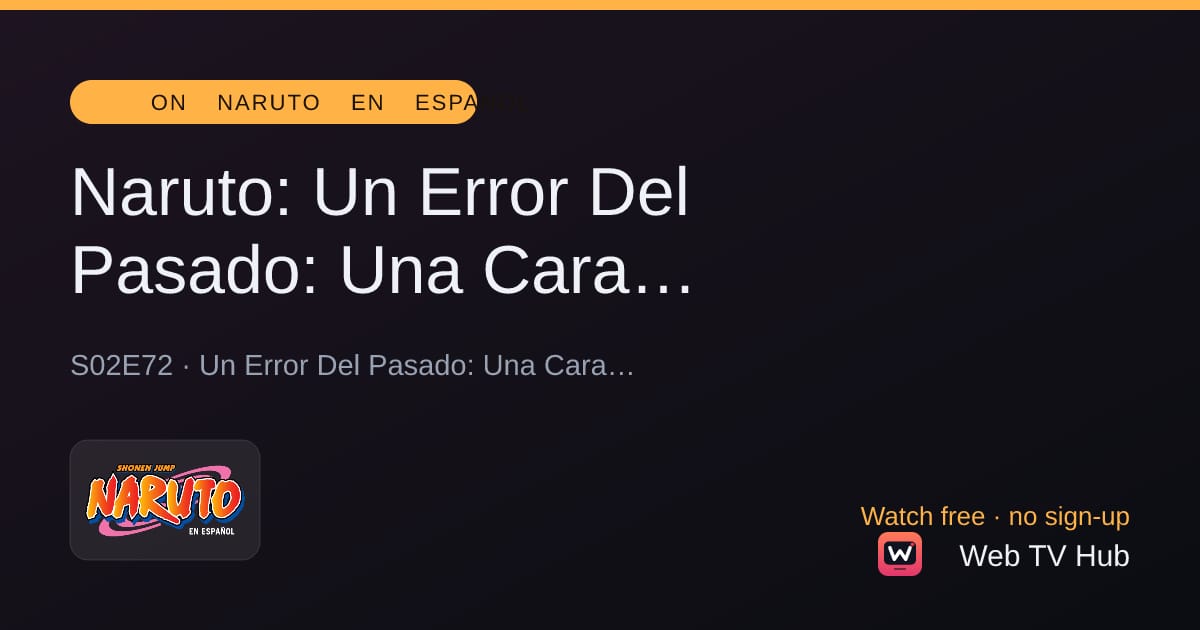 ON NARUTO EN ESPAÑOL
Naruto: Un Error Del
Pasado: Una Cara…
S02E72 · Un Error Del Pasado: Una Cara…
SHONEN JUMP
NARUTO
EN ESPAÑOL
Watch free · no sign-up
W
Web TV Hub